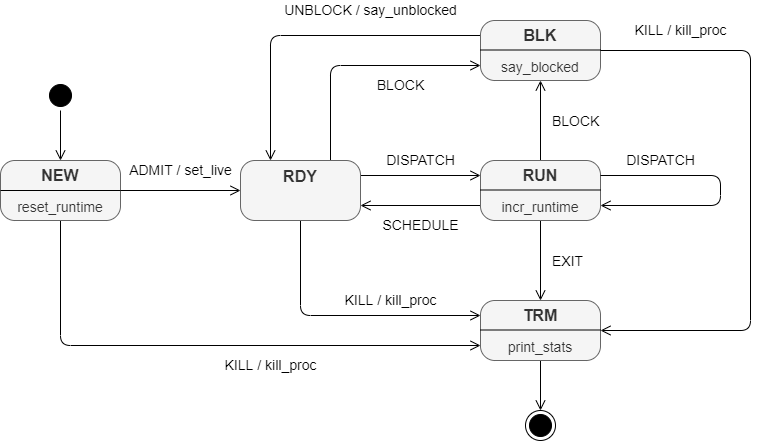 UNBLOCK / say_unblocked
BLK
say_blocked
KILL / kill_proc
BLOCK
BLOCK
NEW
reset_runtime
ADMIT / set_live
RDY
DISPATCH
RUN
incr_runtime
DISPATCH
SCHEDULE
EXIT
KILL / kill_proc
TRM
print_stats
KILL / kill_proc